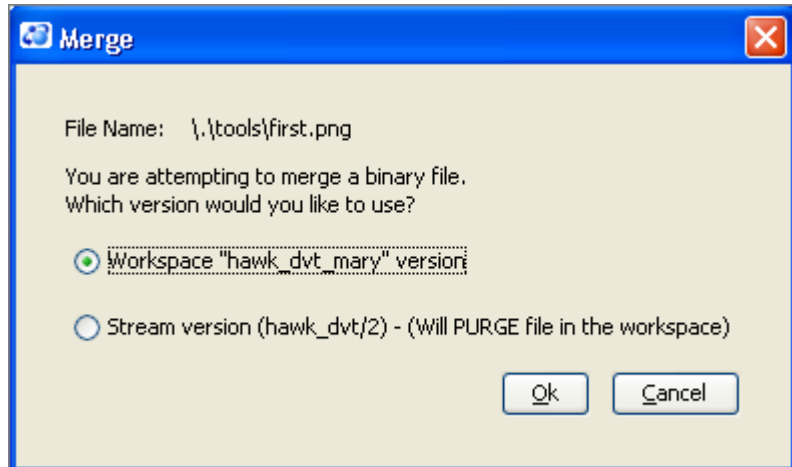 Merge
File Name: \.\tools\first.png
You are attempting to merge a binary file.
Which version would you like to use?
Workspace "hawk_dvt_mary" version
Stream version (hawk_dvt/2) - (Will PURGE file in the workspace)
Ok Cancel